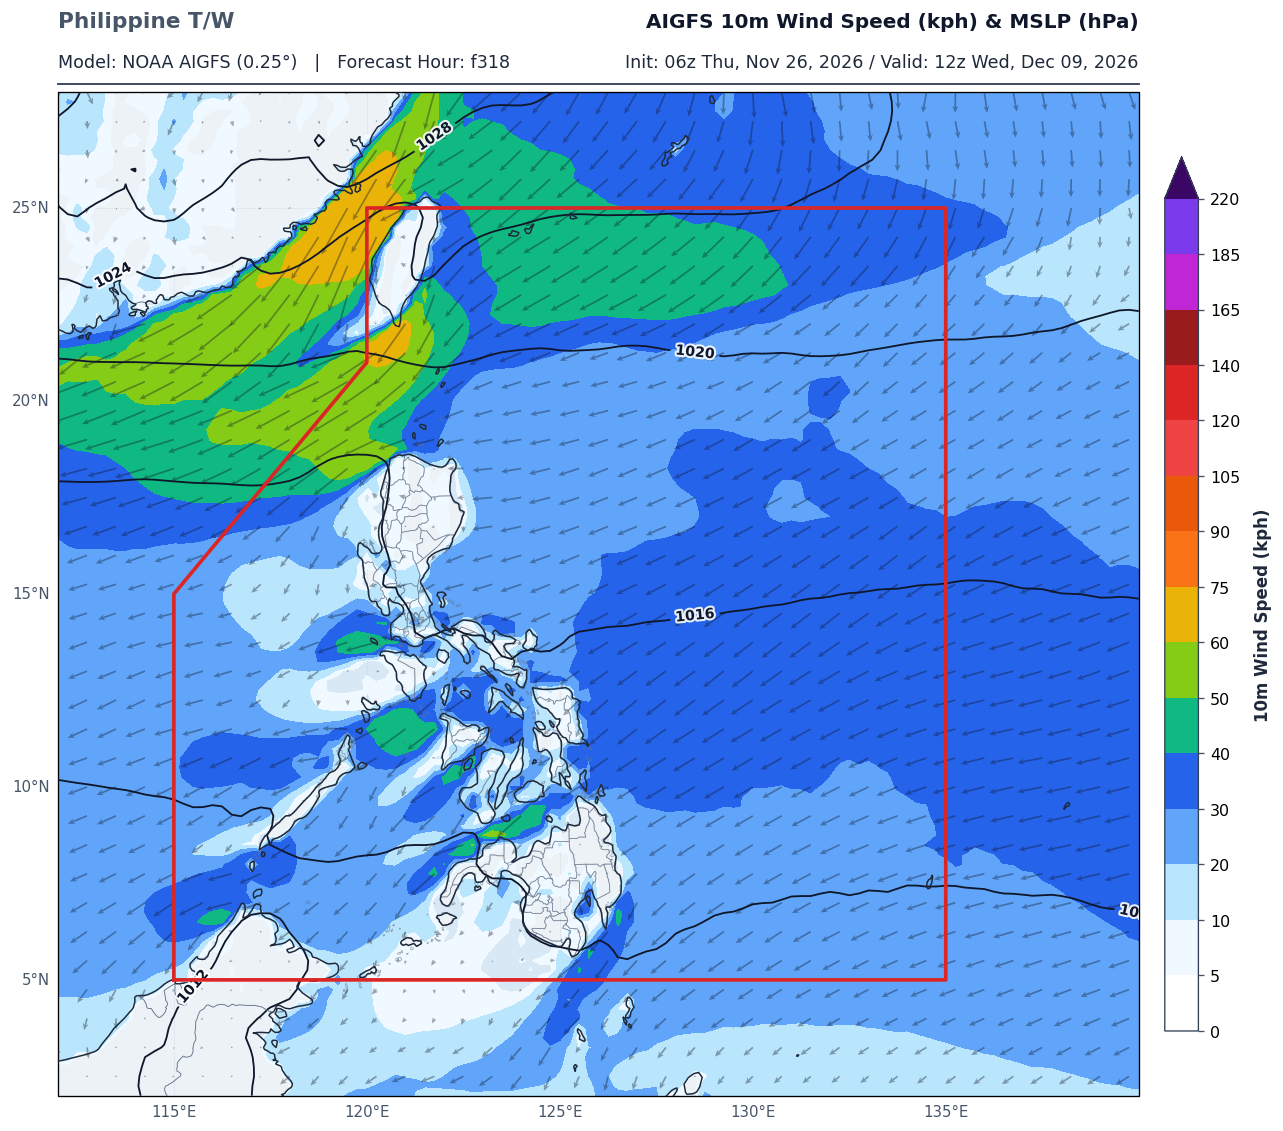 Philippine T/W
AIGFS 10m Wind Speed (kph) & MSLP (hPa)
Model: NOAA AIGFS (0.25°) | Forecast Hour: f318
Init: 06z Thu, Nov 26, 2026 / Valid: 12z Wed, Dec 09, 2026
1028
25°N
1024
1020
20°N
15°N
1016
10°N
10
5°N
1012
115°E
120°E
125°E
130°E
135°E
220
185
165
140
120
105
90
75
60
50
40
30
20
10
5
0
10m Wind Speed (kph)